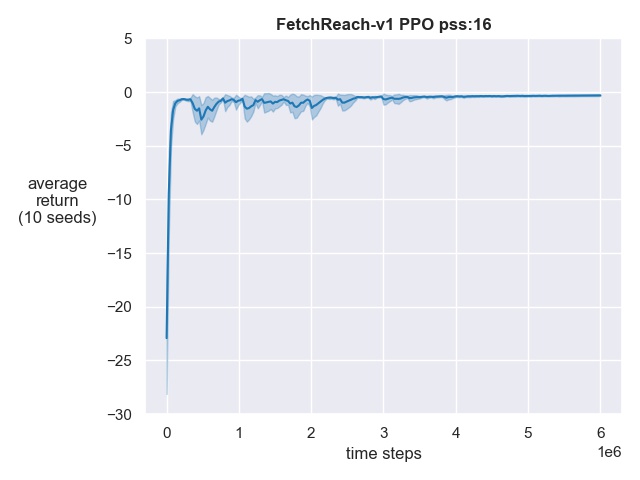 FetchReach-v1 PPO pss:16
5
0
−5
−10
−15
−20
−25
−30
average
return
(10 seeds)
0 1 2 3 4 5 6
1e6
time steps